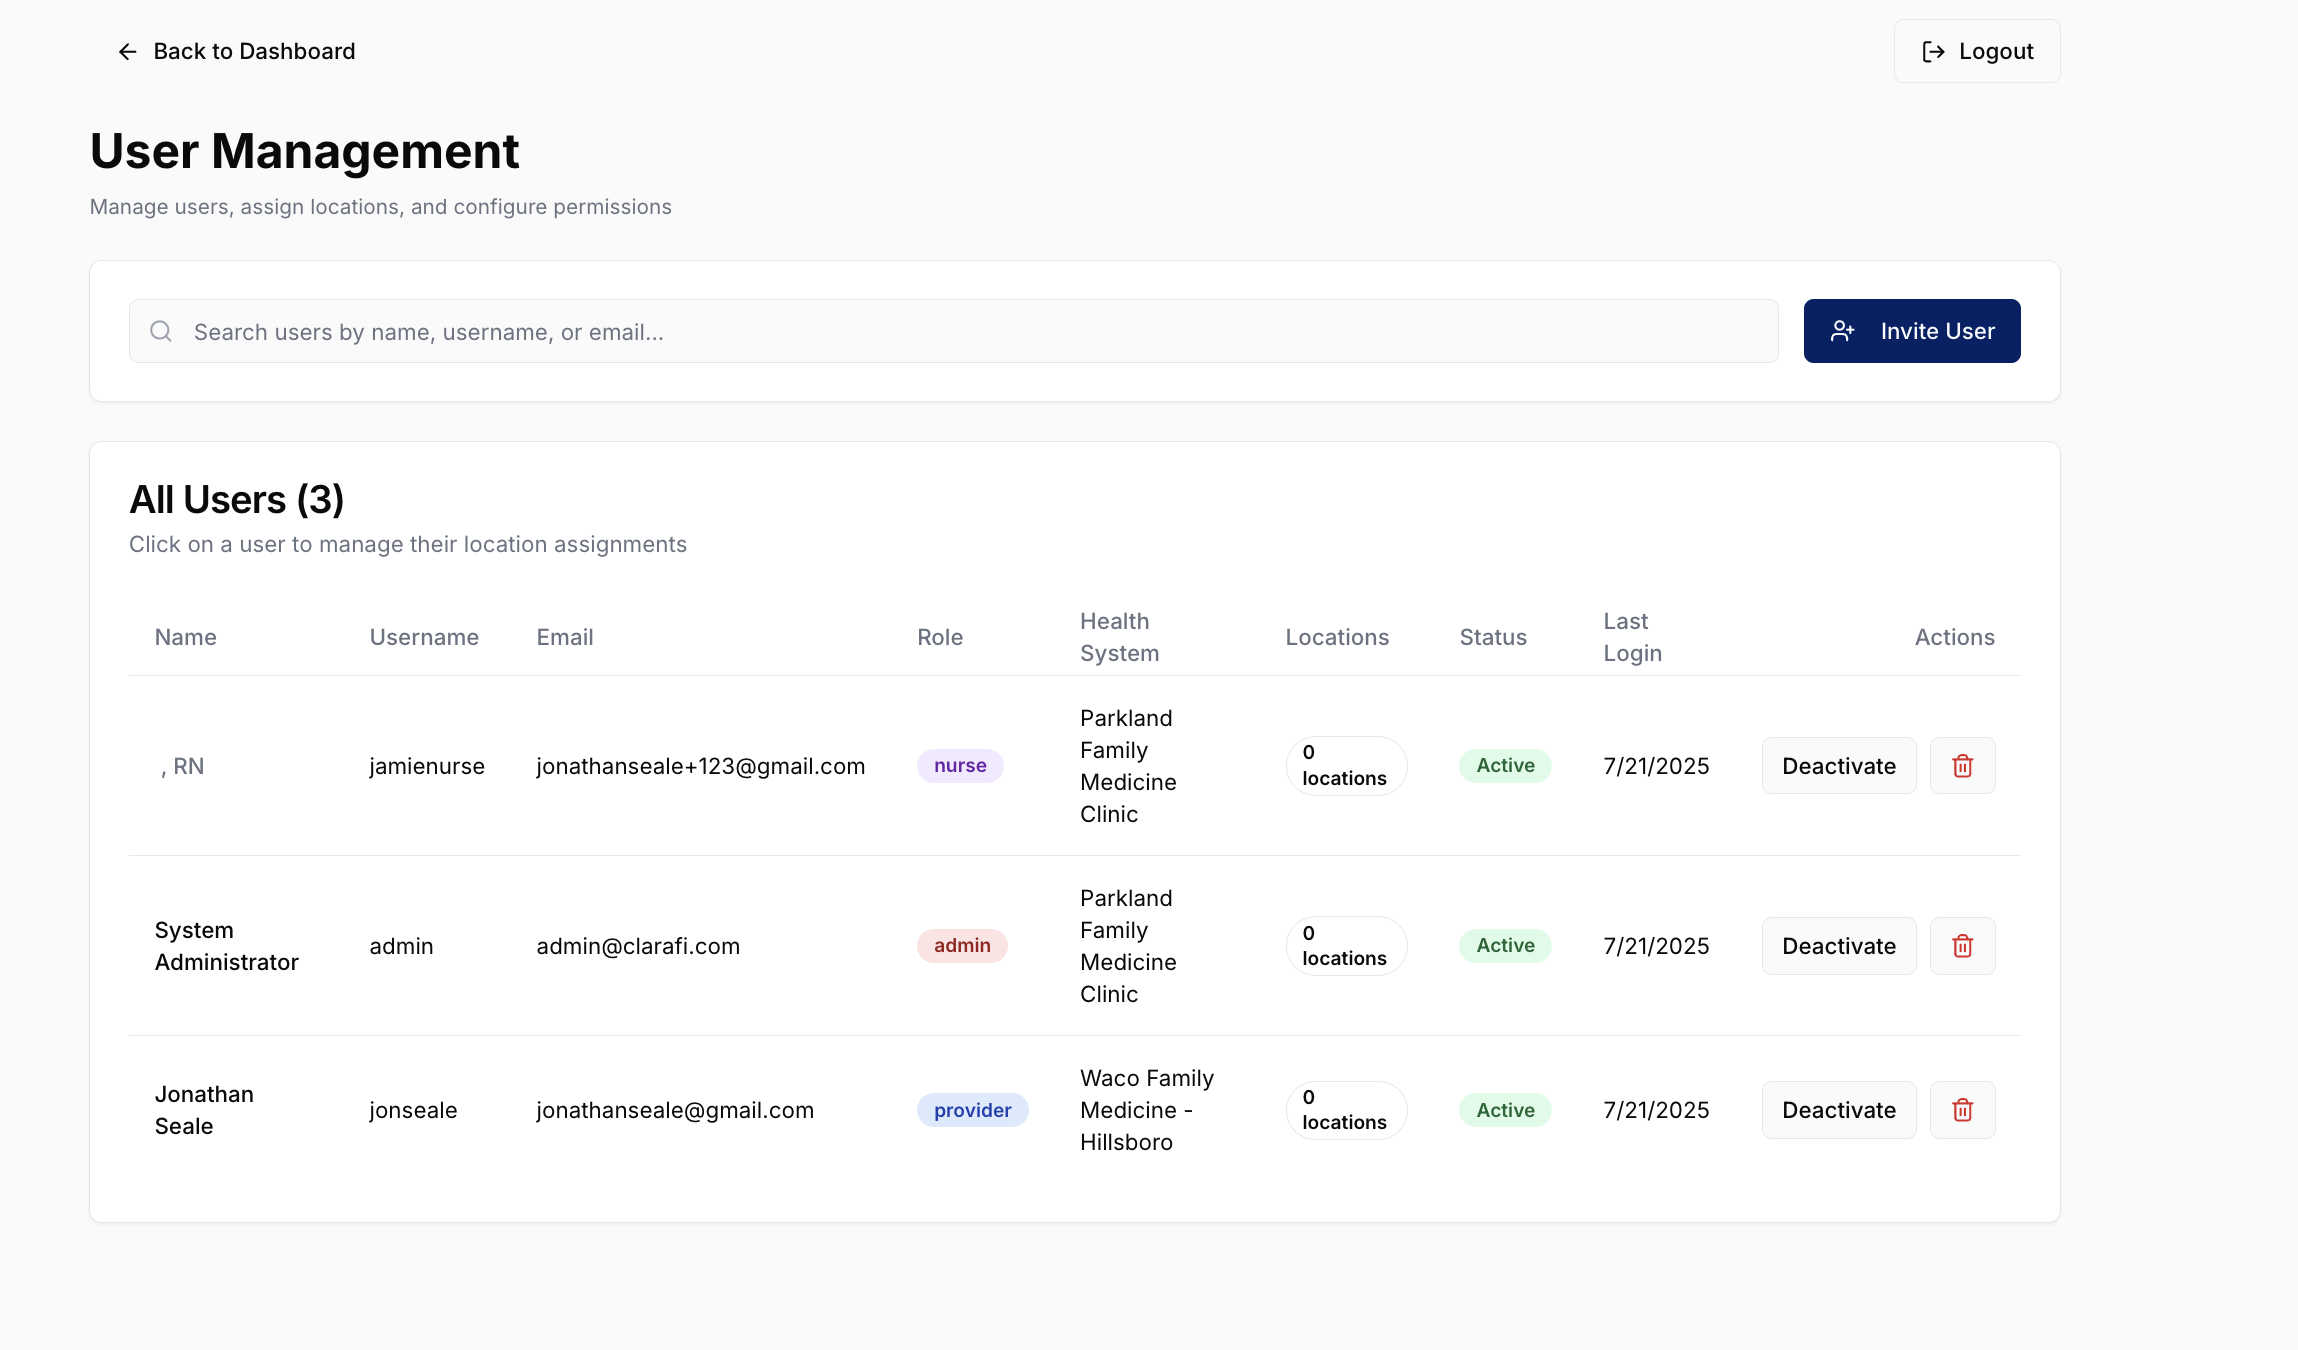 Back to Dashboard
Logout
User Management
Manage users, assign locations, and configure permissions
Search users by name, username, or email...
Invite User
All Users (3)
Click on a user to manage their location assignments
Name
Username
Email
Role
Health
System
Locations
Status
Last
Login
Actions
, RN
jamienurse
jonathanseale+123@gmail.com
nurse
Parkland
Family
Medicine
Clinic
0
locations
Active
7/21/2025
Deactivate
System
Administrator
admin
admin@clarafi.com
admin
Parkland
Family
Medicine
Clinic
0
locations
Active
7/21/2025
Deactivate
Jonathan
Seale
jonseale
jonathanseale@gmail.com
provider
Waco Family
Medicine -
Hillsboro
0
locations
Active
7/21/2025
Deactivate